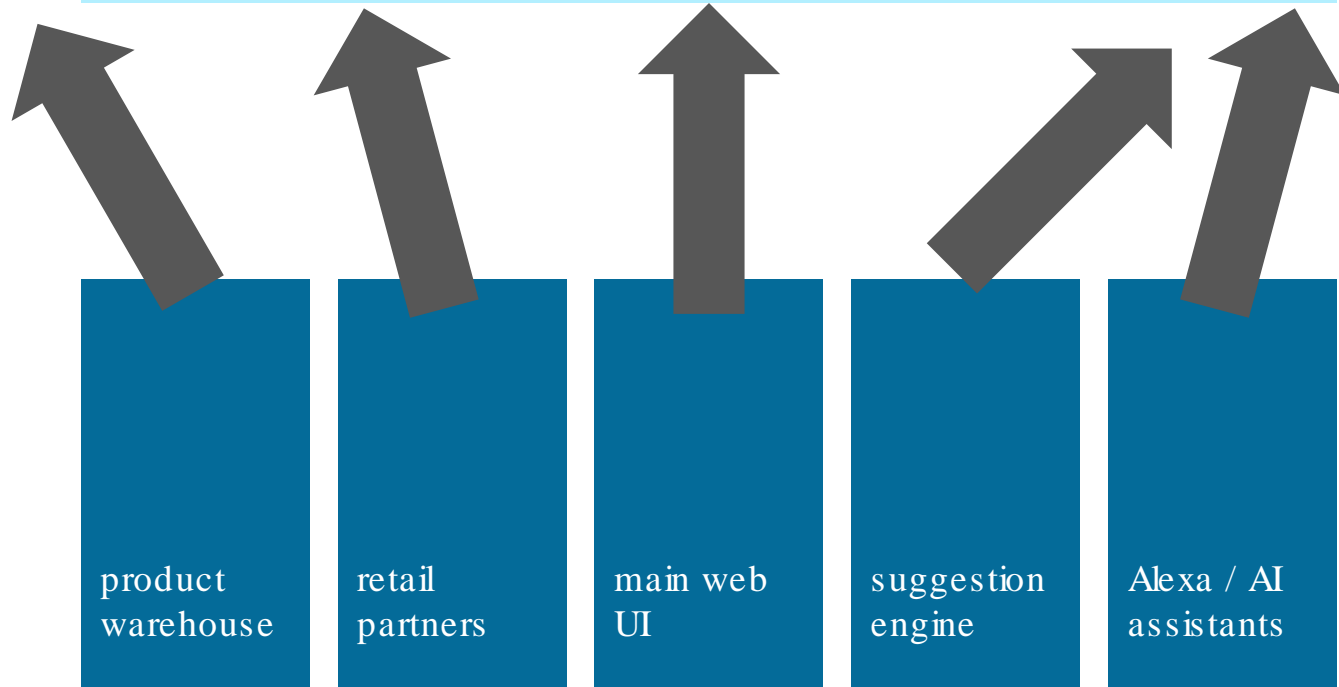 product
warehouse
retail
partners
main web
UI
suggestion
engine
Alexa / AI
assistants